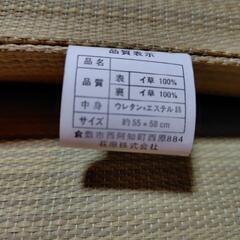 品質表示
品名
品質 表 イ草 100%
裏 イ草 100%
中身 ウレタン&エステル綿
サイズ 約55×58cm
倉敷市西阿知町西原884
萩原株式会社